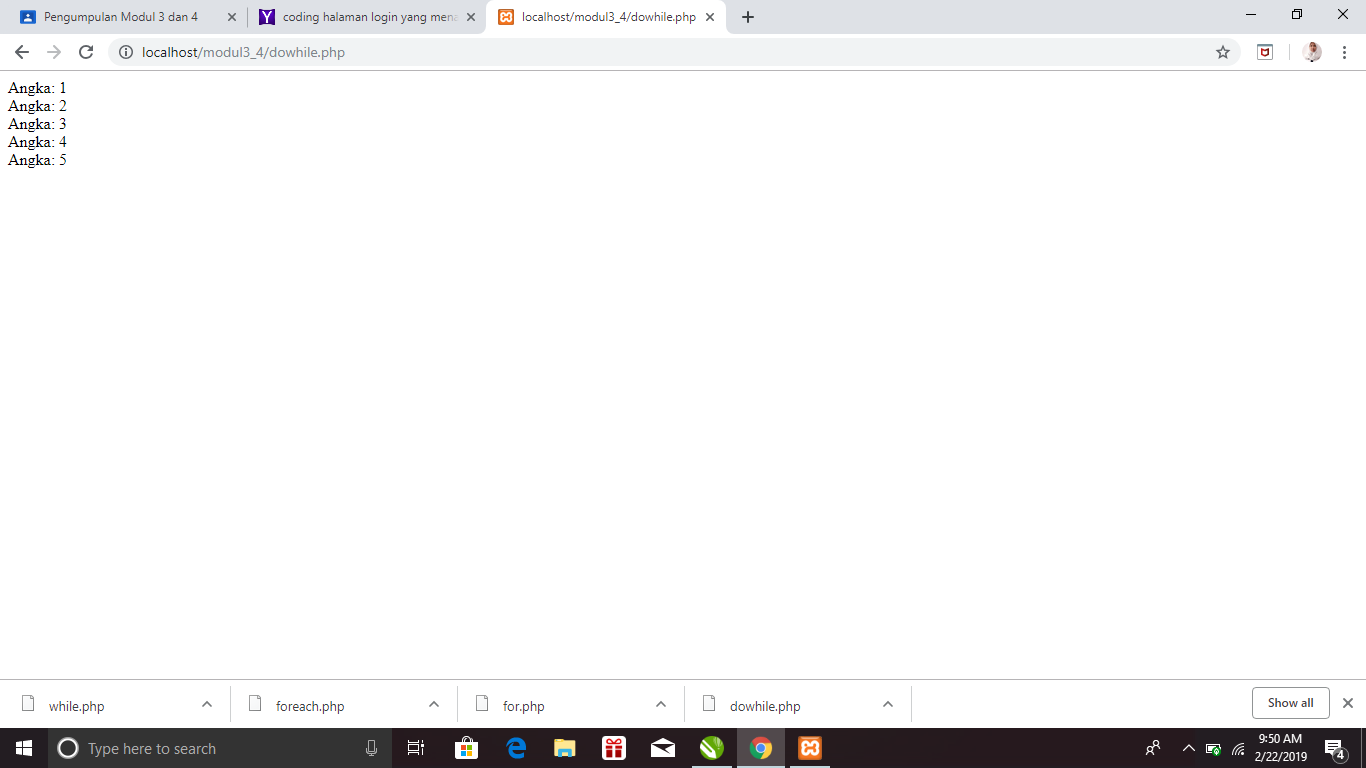 Pengumpulan Modul 3 dan 4
coding halaman login yang mena
localhost/modul3_4/dowhile.php
localhost/modul3_4/dowhile.php
Angka: 1
Angka: 2
Angka: 3
Angka: 4
Angka: 5
while.php
foreach.php
for.php
dowhile.php
Show all
Type here to search
9:50 AM
2/22/2019
4